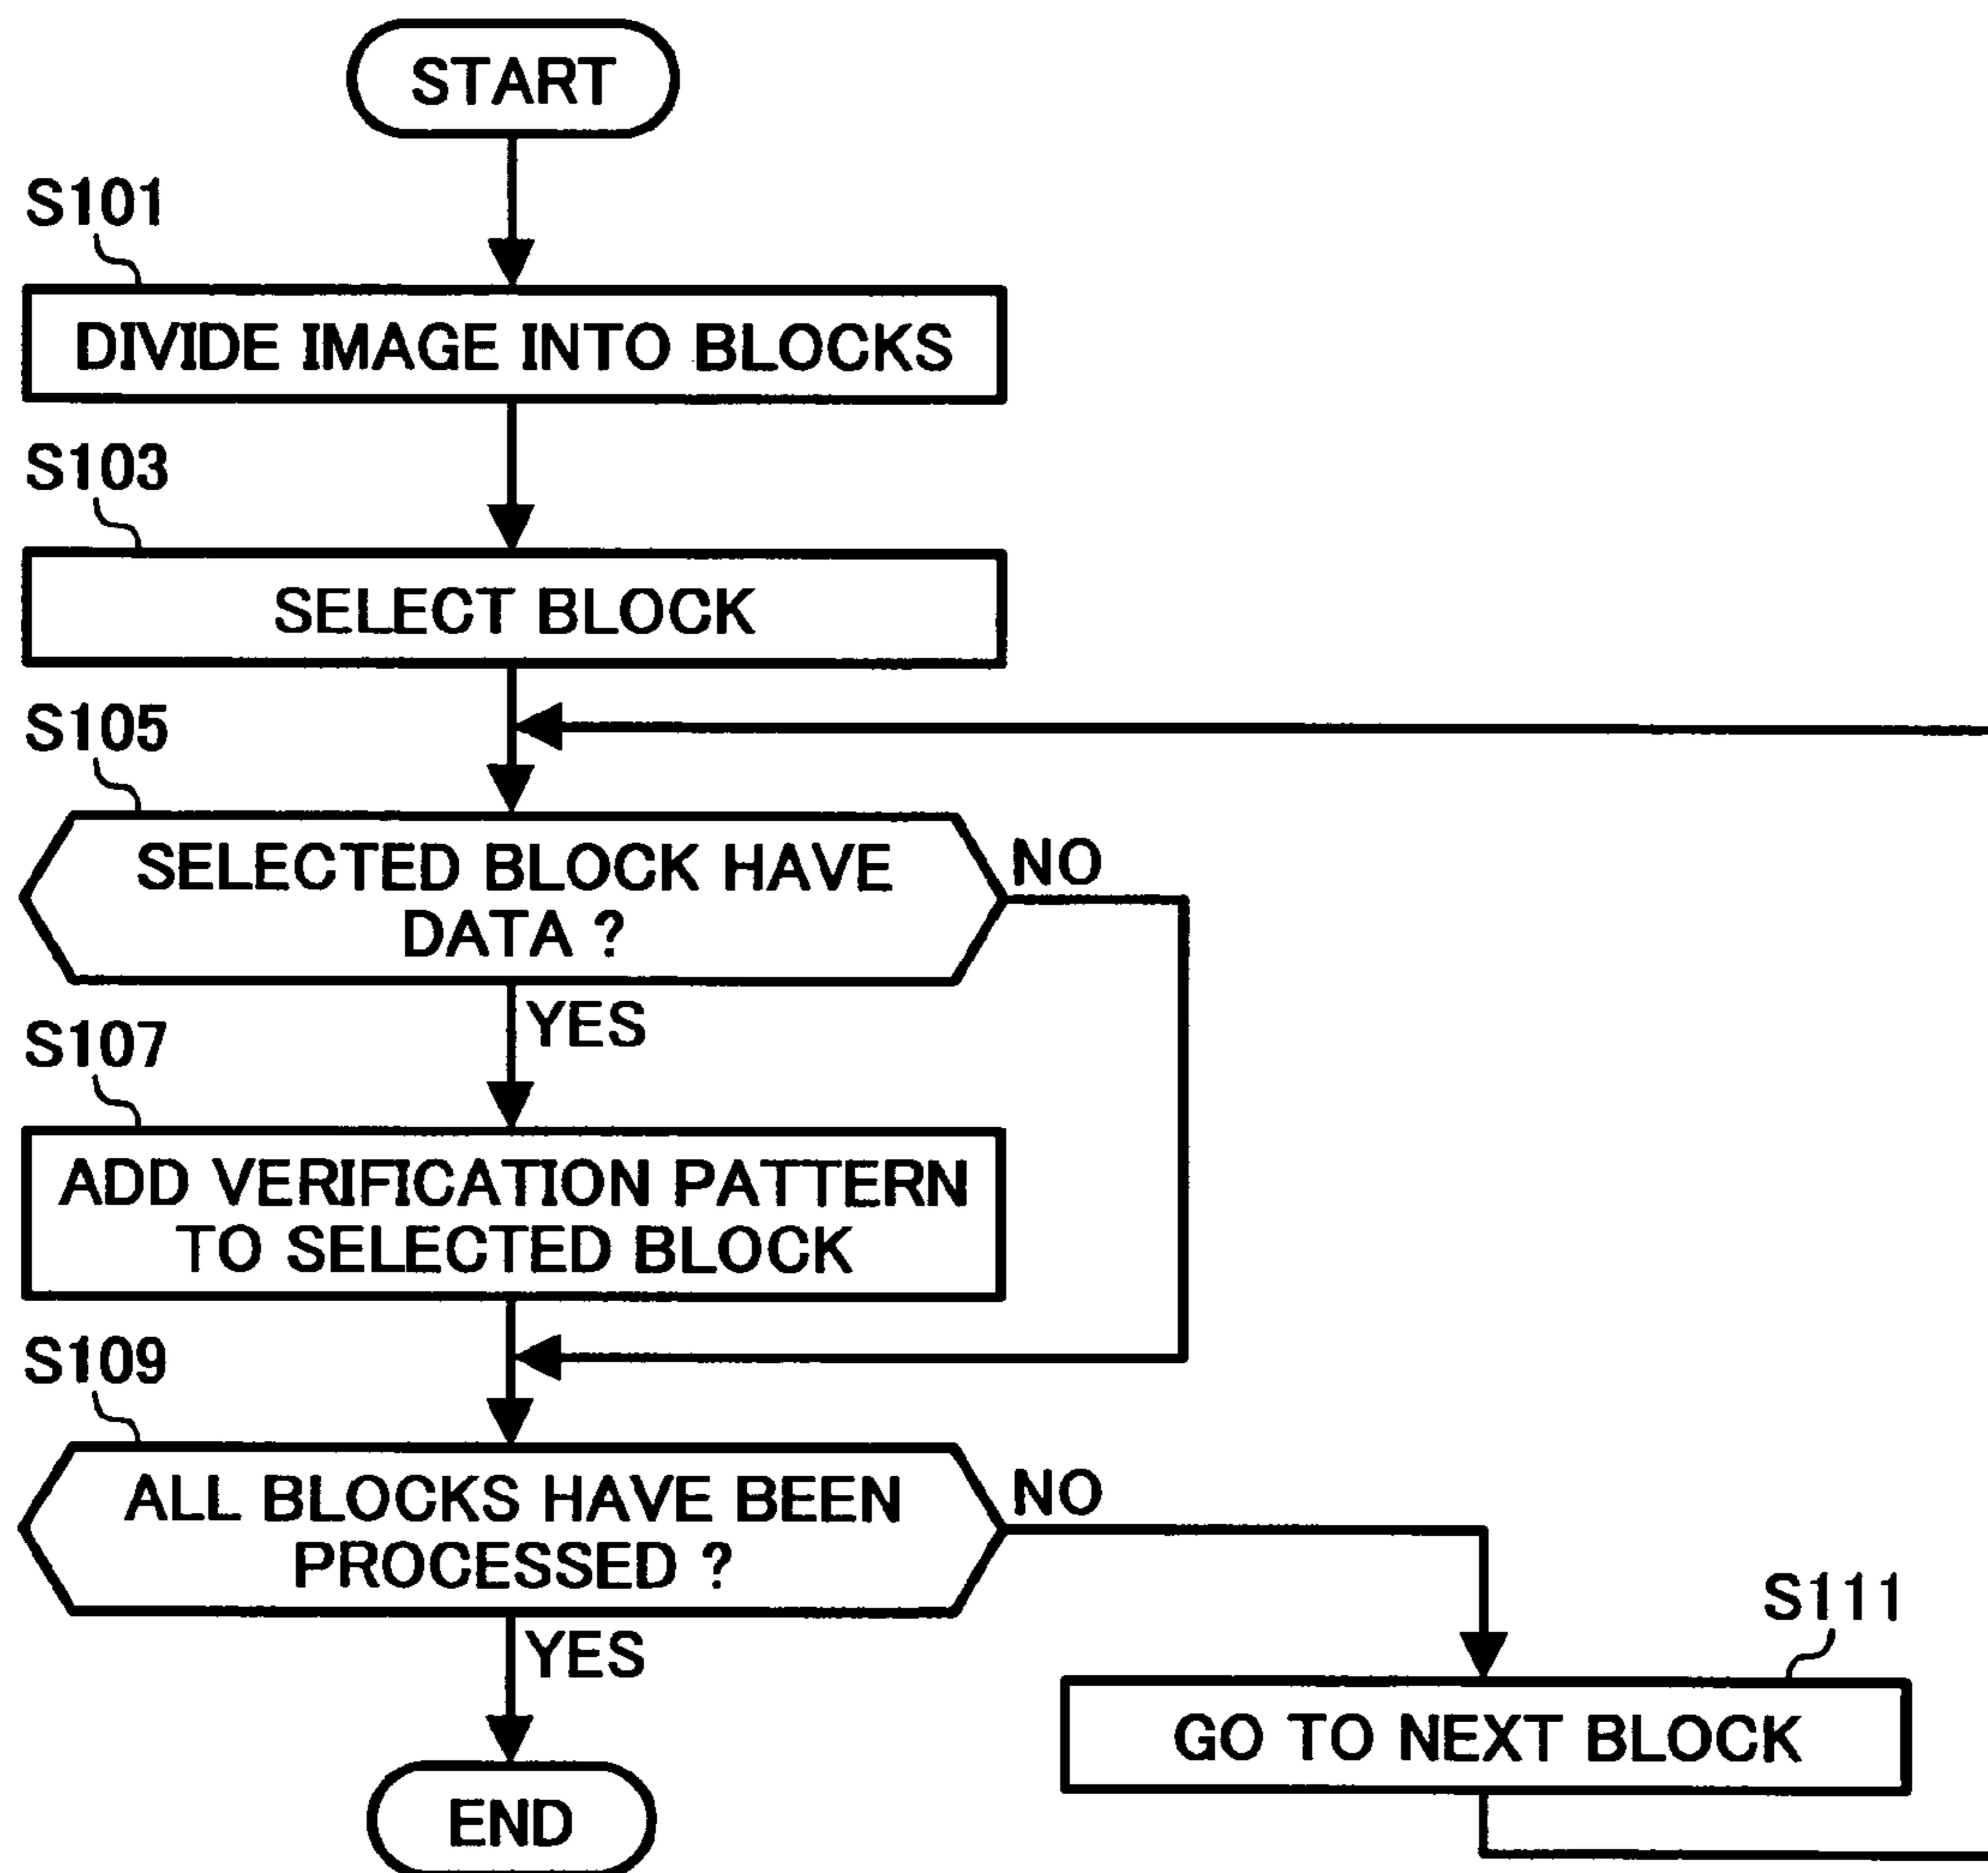 START
S101
DIVIDE IMAGE INTO BLOCKS
S103
SELECT BLOCK
S105
SELECTED BLOCK HAVE
DATA ?
NO
YES
S107
ADD VERIFICATION PATTERN
TO SELECTED BLOCK
S109
ALL BLOCKS HAVE BEEN
PROCESSED ?
NO
YES
S111
GO TO NEXT BLOCK
END